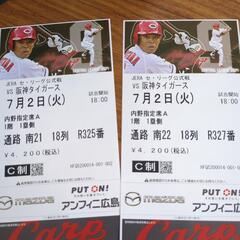 JERA セ・リーグ公式戦
VS 阪神タイガース
試合開始
7月2日(火) 18:00
内野指定席A
1階 1塁側
通路 南21 18列 R325番
¥4,200(税込)
C制
PUT ON!
mazda
アンフィニ広島
Carp
JERA セ・リーグ公式戦
VS 阪神タイガース
試合開始
7月2日(火) 18:00
内野指定席A
1階 1塁側
通路 南22 18列 R327番
¥4,200(税込)
C制
PUT ON!
mazda
アンフィニ広島
Carp